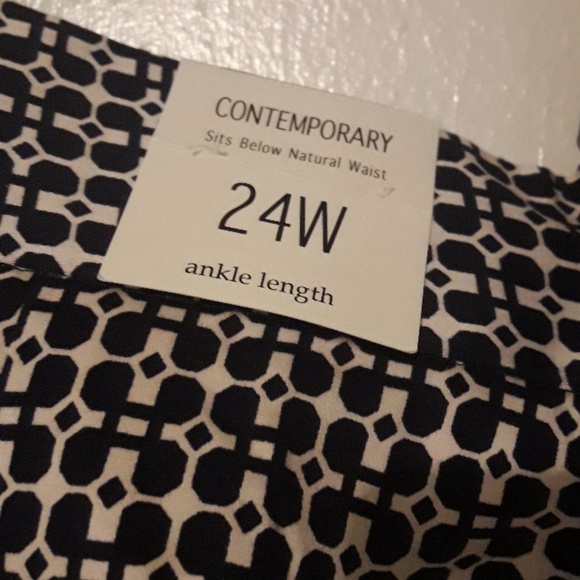 CONTEMPORARY
Sits Below Natural Waist
24W
ankle length